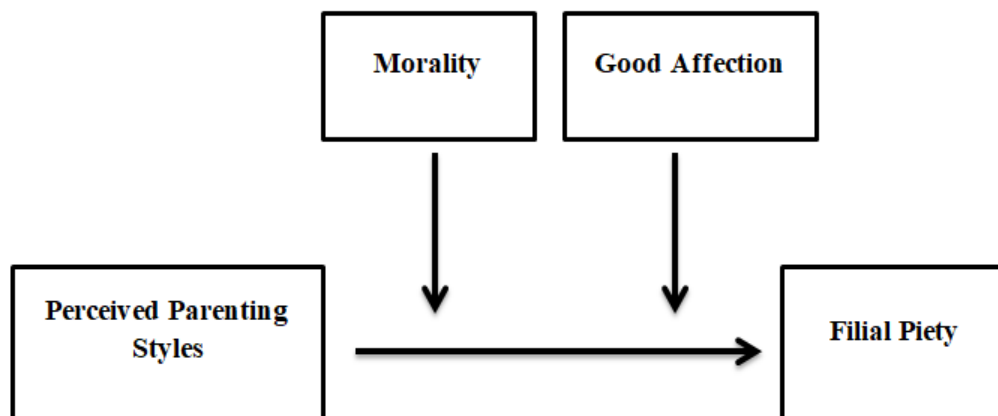 Morality
Good Affection
Perceived Parenting
Styles
Filial Piety